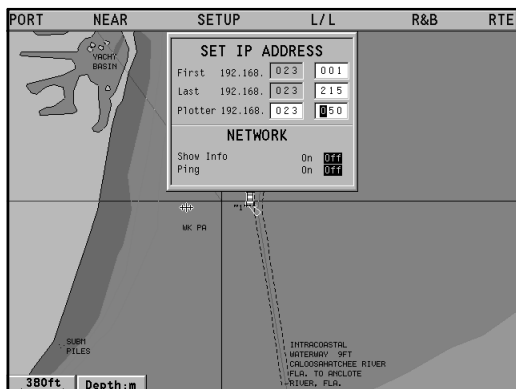 PORT NEAR SETUP L/L R&B RTE
SET IP ADDRESS
First 192.168. 023 001
Last 192.168. 023 215
Plotter 192.168. 023 050
NETWORK
Show Info On Off
Ping On Off
YACHY
BASIN
WK PA
SUBM
PILES
INTRACOASTAL
WATERWAY 9FT
CALOOSAHATCHEE RIVER
FLA. TO ANCLOTE
RIVER, FLA.
380ft Depth:m